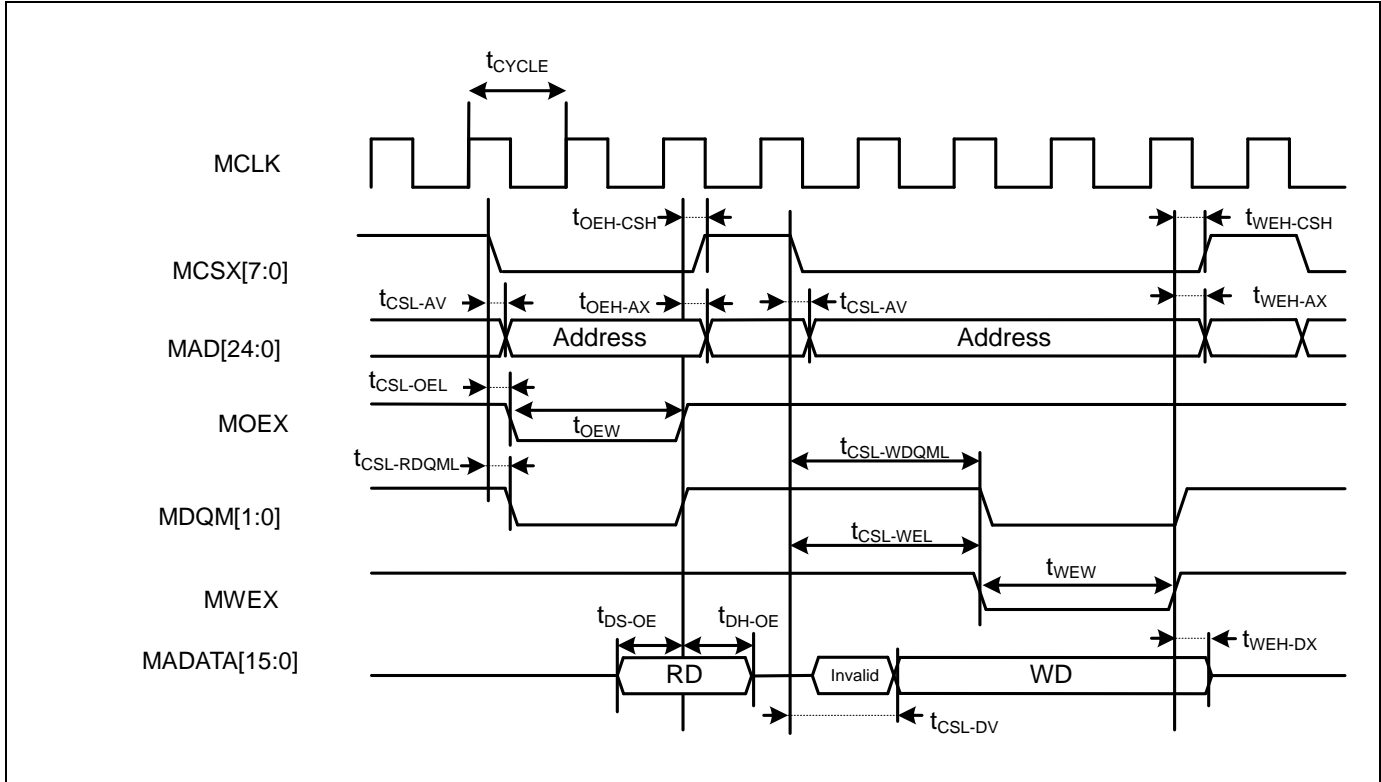 tCYCLE
MCLK
tOEH-CSH
tWEH-CSH
MCSX[7:0]
tCSL-AV
tOEH-AX
tCSL-AV
tWEH-AX
MAD[24:0]
Address
Address
tCSL-OEL
MOEX
tOEW
tCSL-RDQML
tCSL-WDQML
MDQM[1:0]
tCSL-WEL
tWEW
MWEX
tDS-OE
tDH-OE
tWEH-DX
MADATA[15:0]
RD
Invalid
WD
tCSL-DV